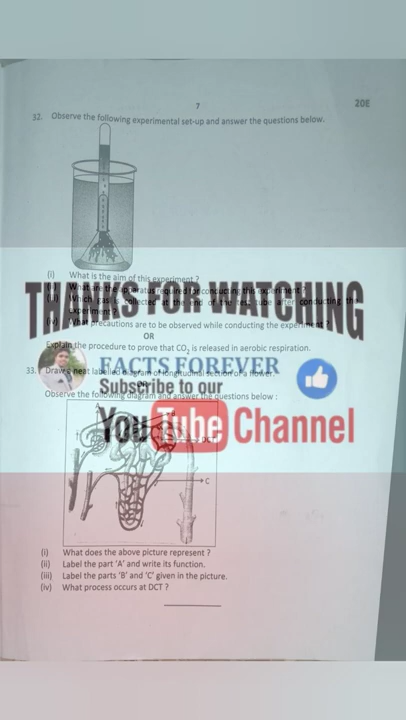 7
20E
32. Observe the following experimental set-up and answer the questions below.
(i) What is the aim of this experiment ?
(ii) What are the apparatus required for conducting this experiment ?
(iii) Which gas is collected at the end of the test tube after conducting the
experiment ?
(iv) What precautions are to be observed while conducting the experiment ?
THANKS FOR WATCHING
OR
Explain the procedure to prove that CO₂ is released in aerobic respiration.
33. Draw a neat labelled diagram of longitudinal section of a flower.
FACTS FOREVER
Subscribe to our
Observe the following diagram and answer the questions below :
YouTube Channel
C
(i) What does the above picture represent ?
(ii) Label the part 'A' and write its function.
(iii) Label the parts 'B' and 'C' given in the picture.
(iv) What process occurs at DCT ?